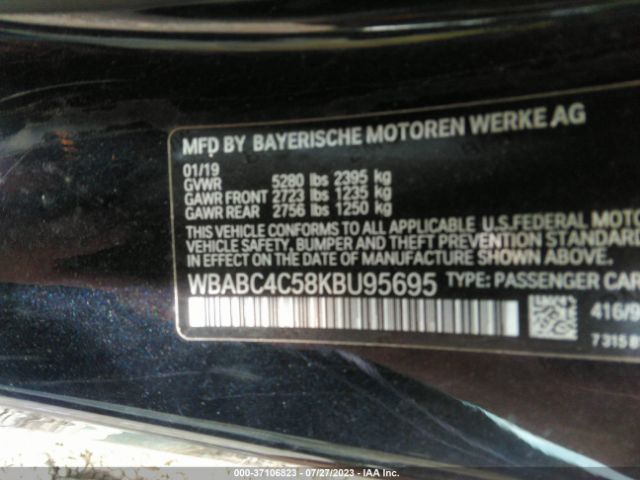 MFD BY BAYERISCHE MOTOREN WERKE AG
01/19
GVWR 5280 lbs 2395 kg
GAWR FRONT 2723 lbs 1235 kg
GAWR REAR 2756 lbs 1250 kg
THIS VEHICLE CONFORMS TO ALL APPLICABLE U.S.FEDERAL MOTO
VEHICLE SAFETY, BUMPER AND THEFT PREVENTION STANDARDS
IN EFFECT ON THE DATE OF MANUFACTURE SHOWN ABOVE.
WBABC4C58KBU95695 TYPE: PASSENGER CAR
416/9
7315 8
000-37106823 - 07/27/2023 - IAA Inc.